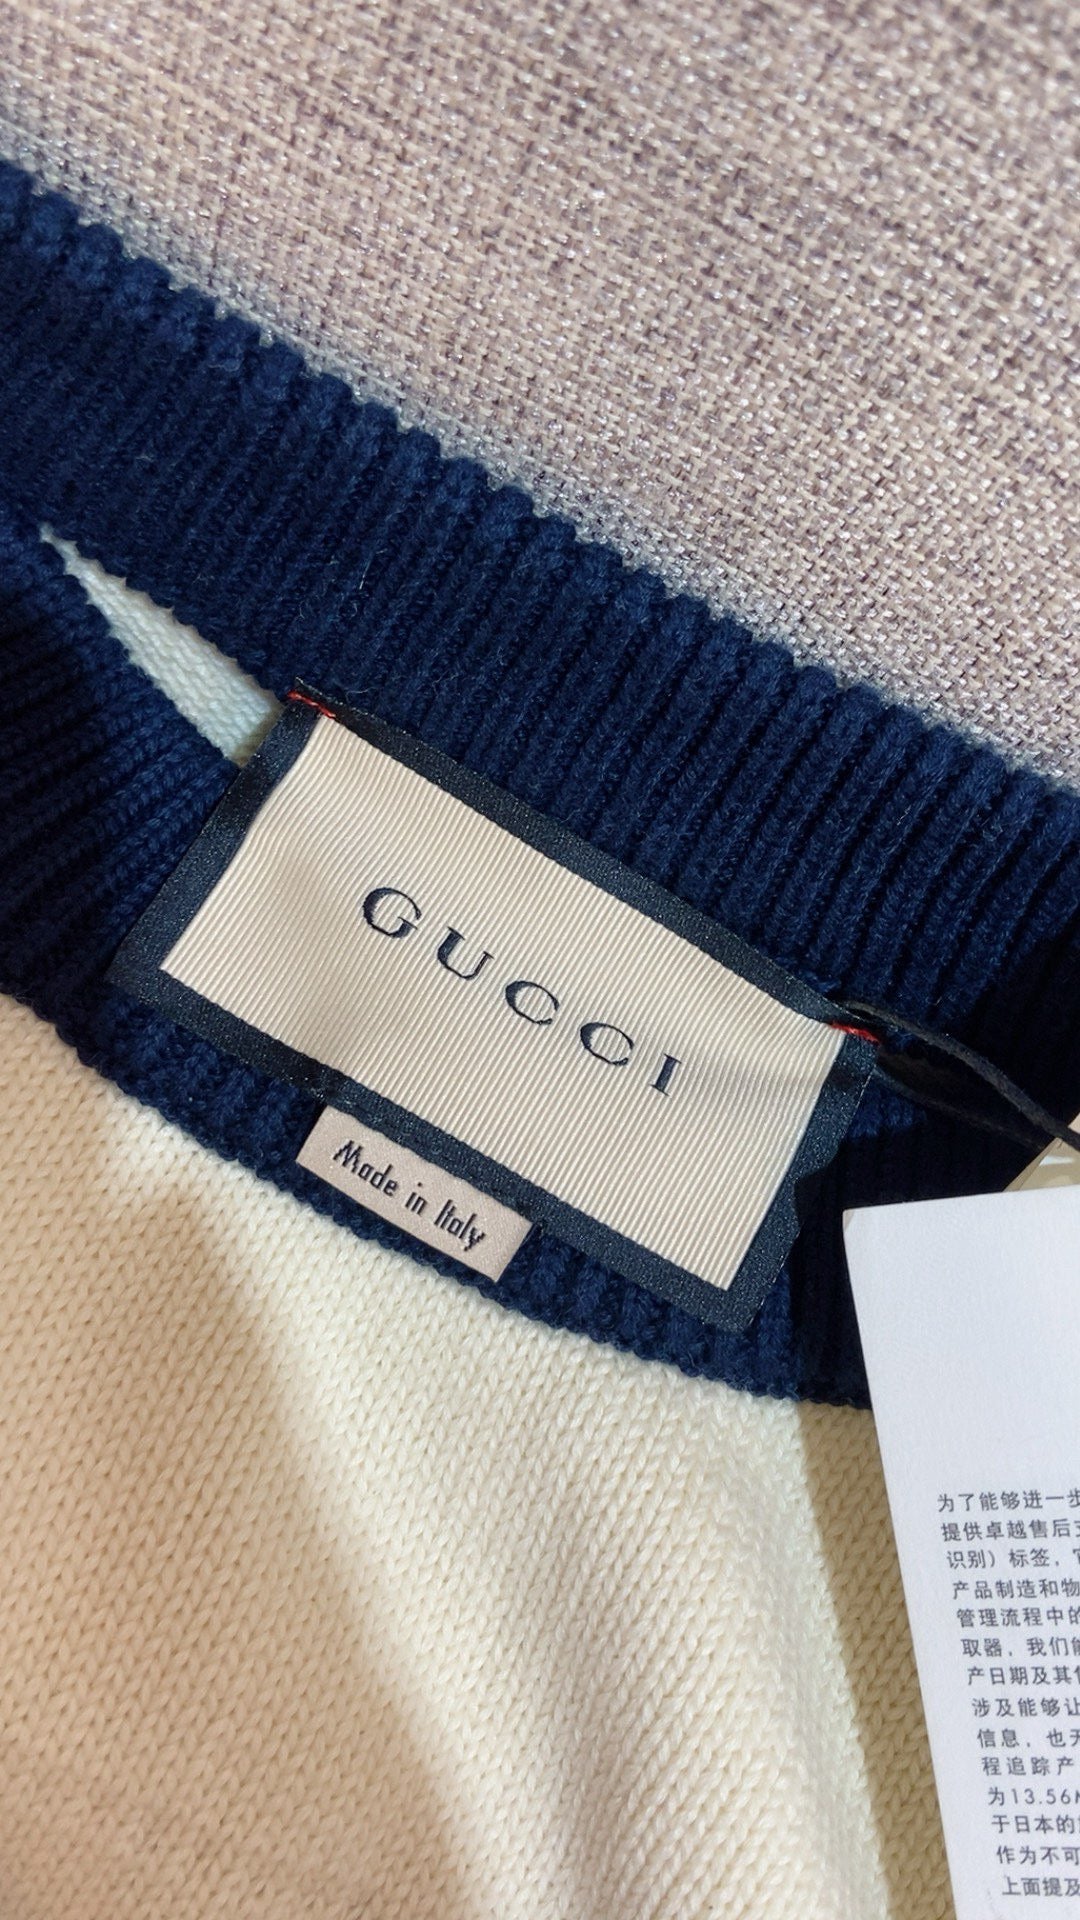 GUCCI
Made in Italy
为了能够进一步
提供卓越售后
识别）标签，
产品制造和物
管理流程中的
取器，我们能
产日期及其
涉及能够让
信息，也无
程追踪产
为13.56
于日本的
作为不可
上面提及